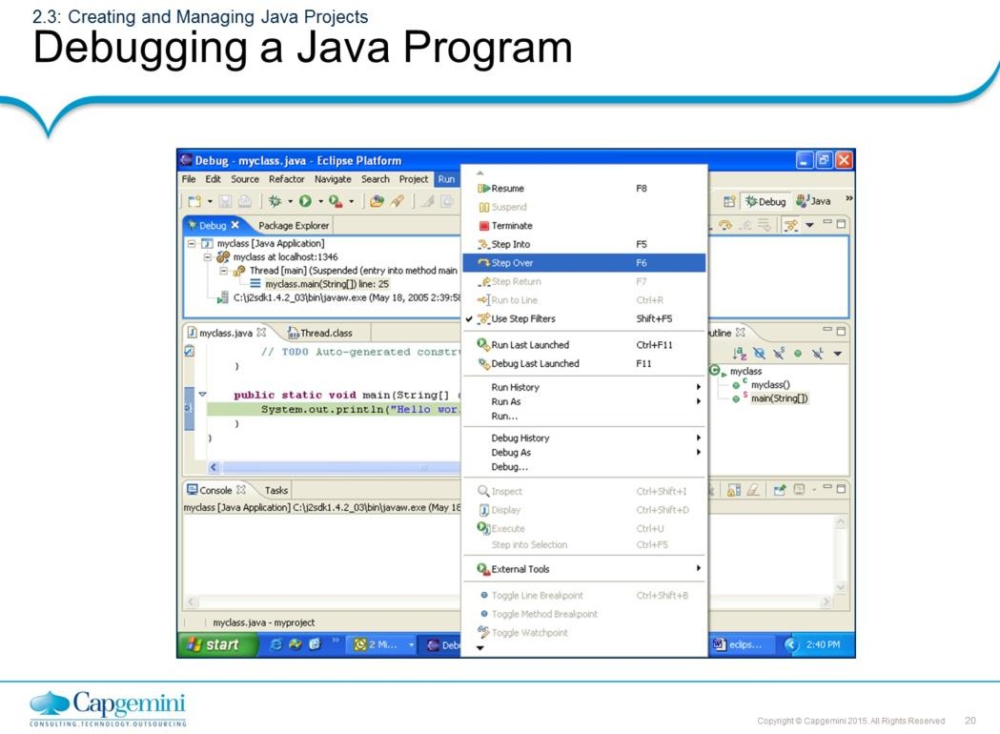 2.3: Creating and Managing Java Projects
Debugging a Java Program
Debug - myclass.java - Eclipse Platform
File Edit Source Refactor Navigate Search Project Run
Debug Java »
Debug Package Explorer
myclass [Java Application]
myclass at localhost:1346
Thread [main] (Suspended (entry into method main
myclass.main(String[]) line: 25
C:\j2sdk1.4.2_03\bin\javaw.exe (May 18, 2005 2:39:58
Resume F8
Suspend
Terminate
Step Into F5
Step Over F6
Step Return F7
Run to Line Ctrl+R
Use Step Filters Shift+F5
Run Last Launched Ctrl+F11
Debug Last Launched F11
Run History
Run As
Run...
Debug History
Debug As
Debug...
Inspect Ctrl+Shift+I
Display Ctrl+Shift+D
Execute Ctrl+U
Step into Selection Ctrl+F5
External Tools
Toggle Line Breakpoint Ctrl+Shift+B
Toggle Method Breakpoint
Toggle Watchpoint
myclass.java Thread.class
// TODO Auto-generated constr
}
public static void main(String[]
System.out.println("Hello wor
}
}
utline
myclass
myclass()
main(String[])
Console Tasks
myclass [Java Application] C:\j2sdk1.4.2_03\bin\javaw.exe (May 18
myclass.java - myproject
start » 2 Mi... Deb eclips... 2:40 PM
Capgemini
CONSULTING.TECHNOLOGY.OUTSOURCING
Copyright © Capgemini 2015. All Rights Reserved 20